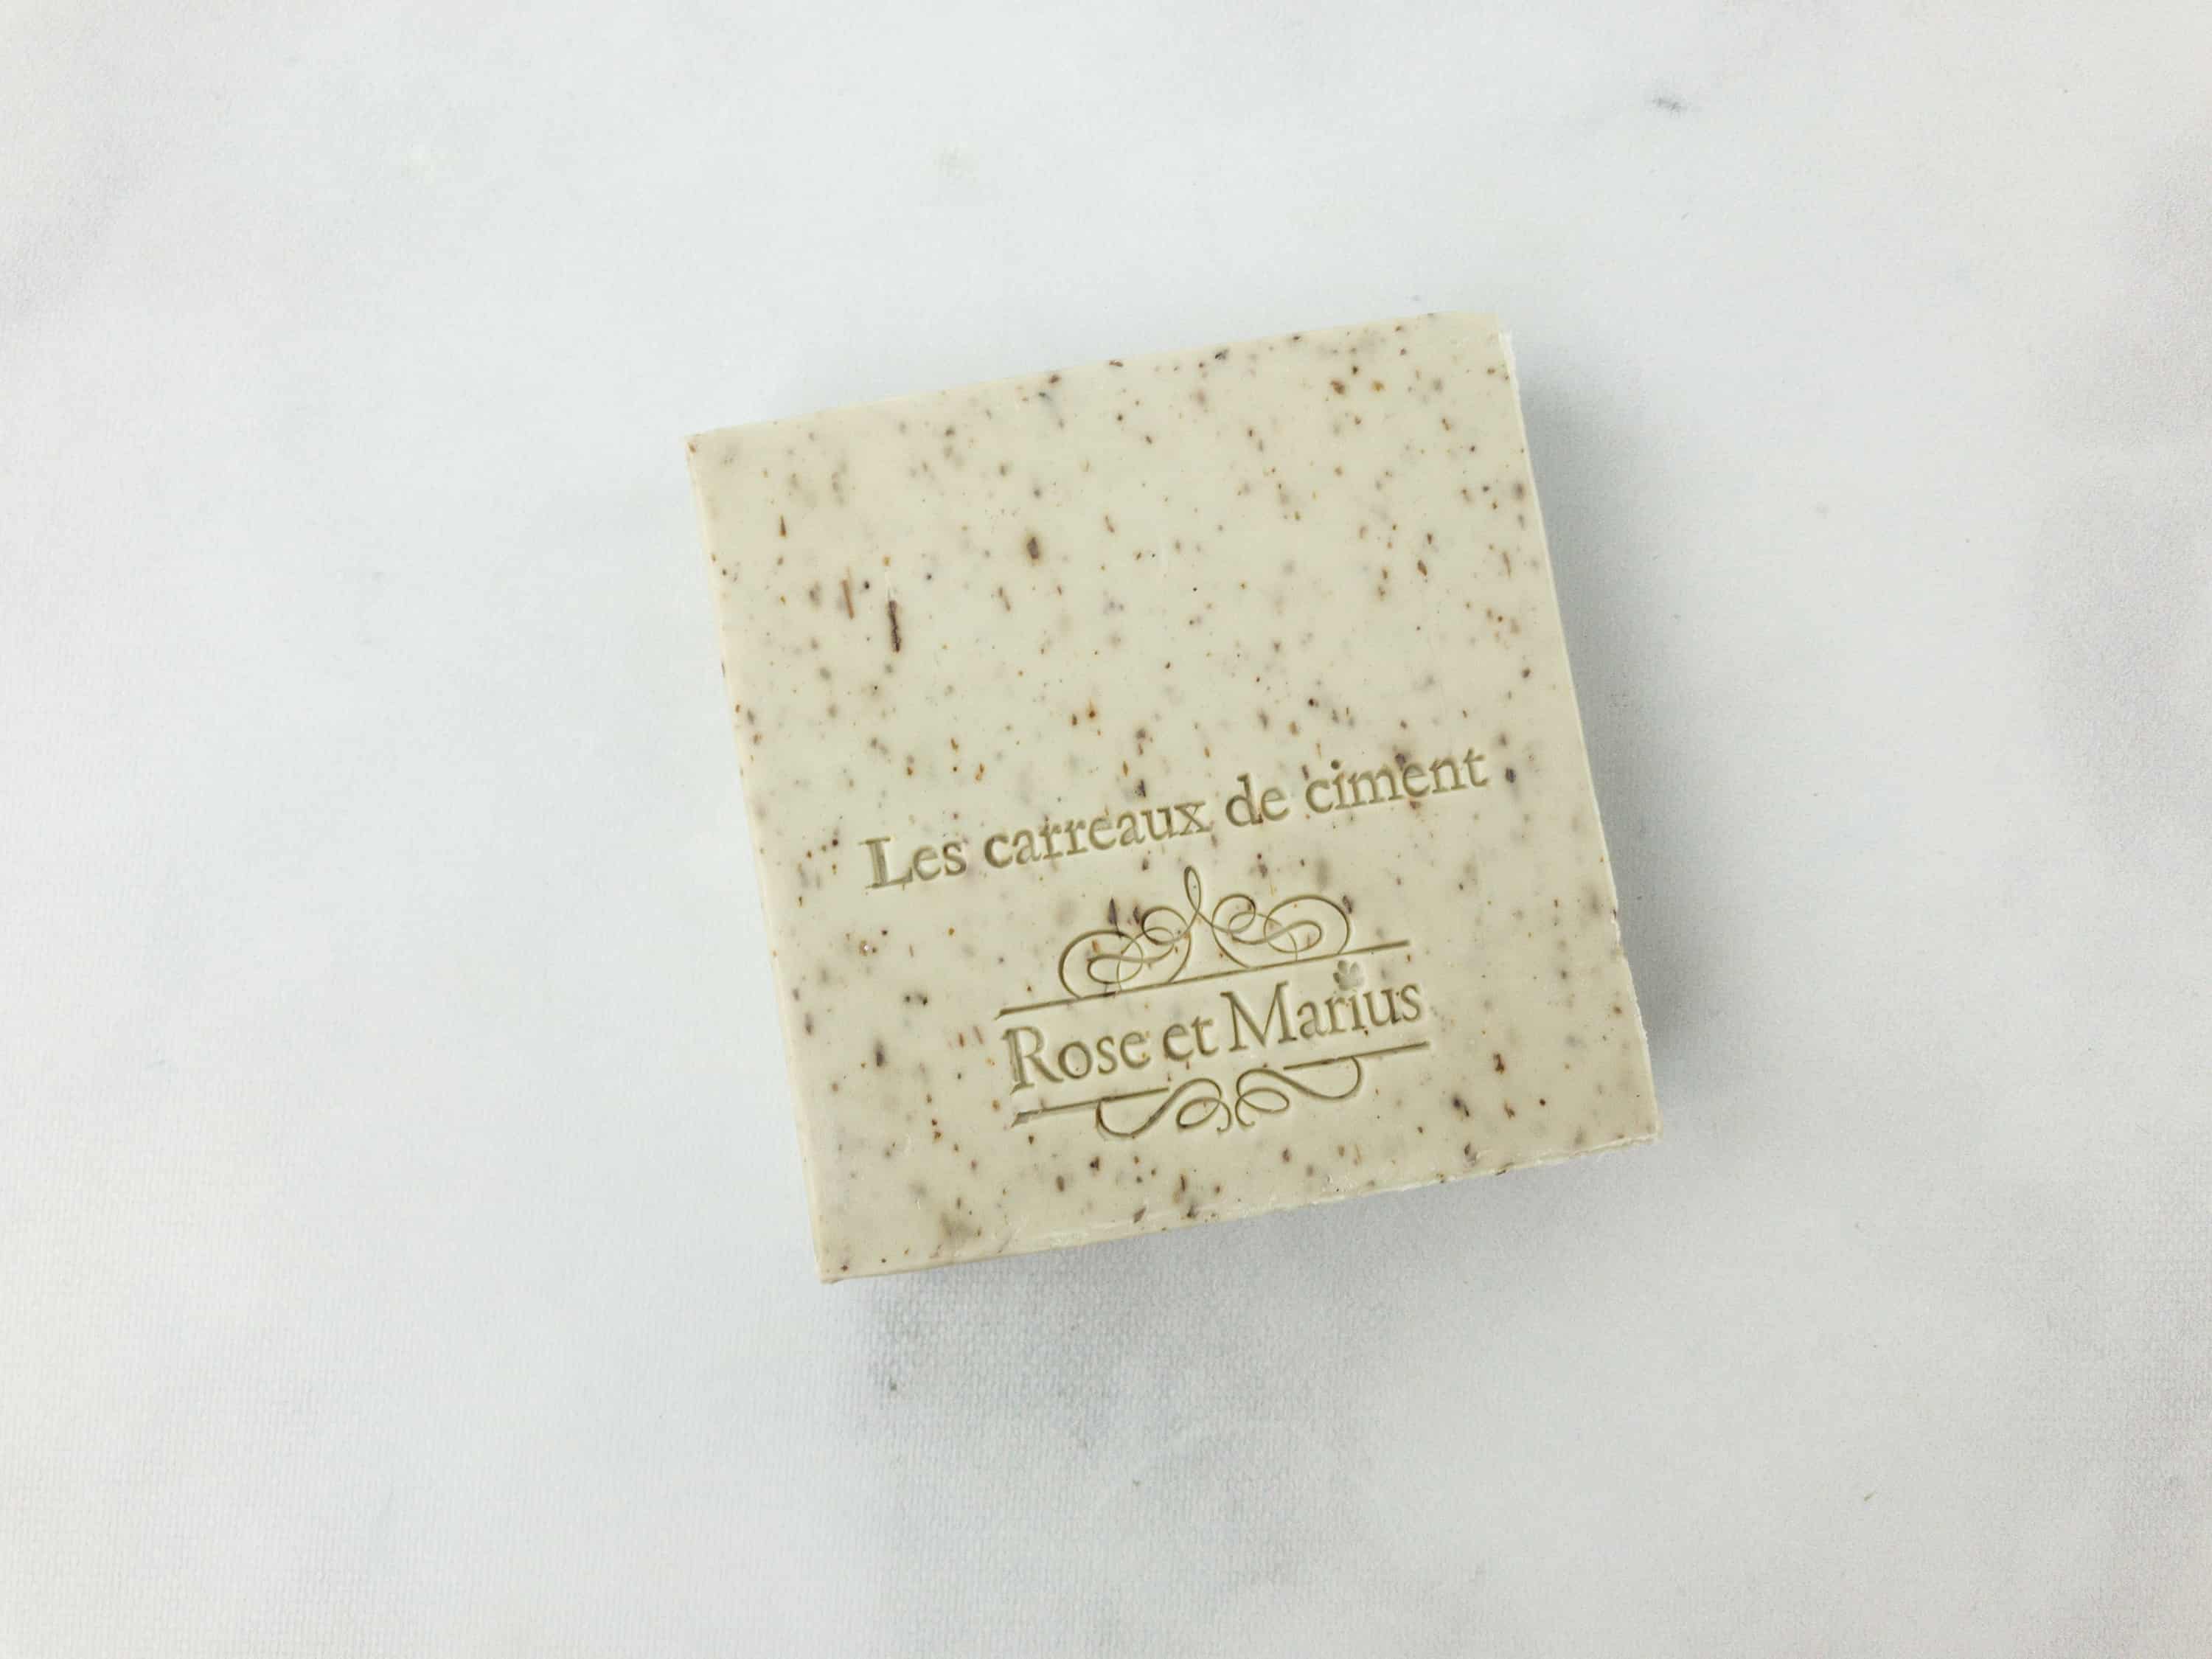 Les carreaux de ciment
Rose et Marius